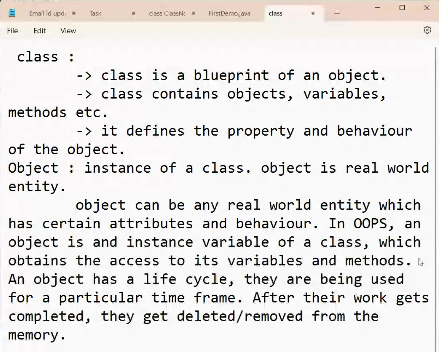 Email id upd
Task
class ClassNa
FirstDemo.java
class
File Edit View
class :
-> class is a blueprint of an object.
-> class contains objects, variables,
methods etc.
-> it defines the property and behaviour
of the object.
Object : instance of a class. object is real world
entity.
object can be any real world entity which
has certain attributes and behaviour. In OOPS, an
object is and instance variable of a class, which
obtains the access to its variables and methods.
An object has a life cycle, they are being used
for a particular time frame. After their work gets
completed, they get deleted/removed from the
memory.